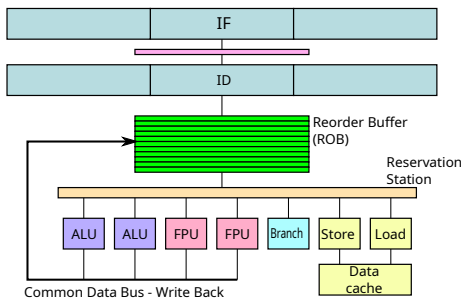 IF
ID
Reorder Buffer
(ROB)
Reservation
Station
ALU ALU FPU FPU Branch Store Load
Data
cache
Common Data Bus - Write Back